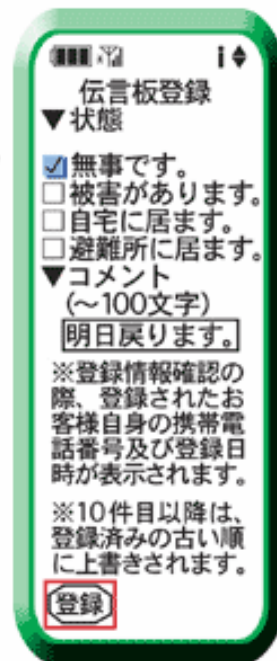 i
伝言板登録
▼状態
無事です。
被害があります。
自宅に居ます。
避難所に居ます。
▼コメント
(～100文字)
明日戻ります。
※登録情報確認の
際、登録されたお
客様自身の携帯電
話番号及び登録日
時が表示されます。
※10件目以降は、
登録済みの古い順
に上書きされます。
登録